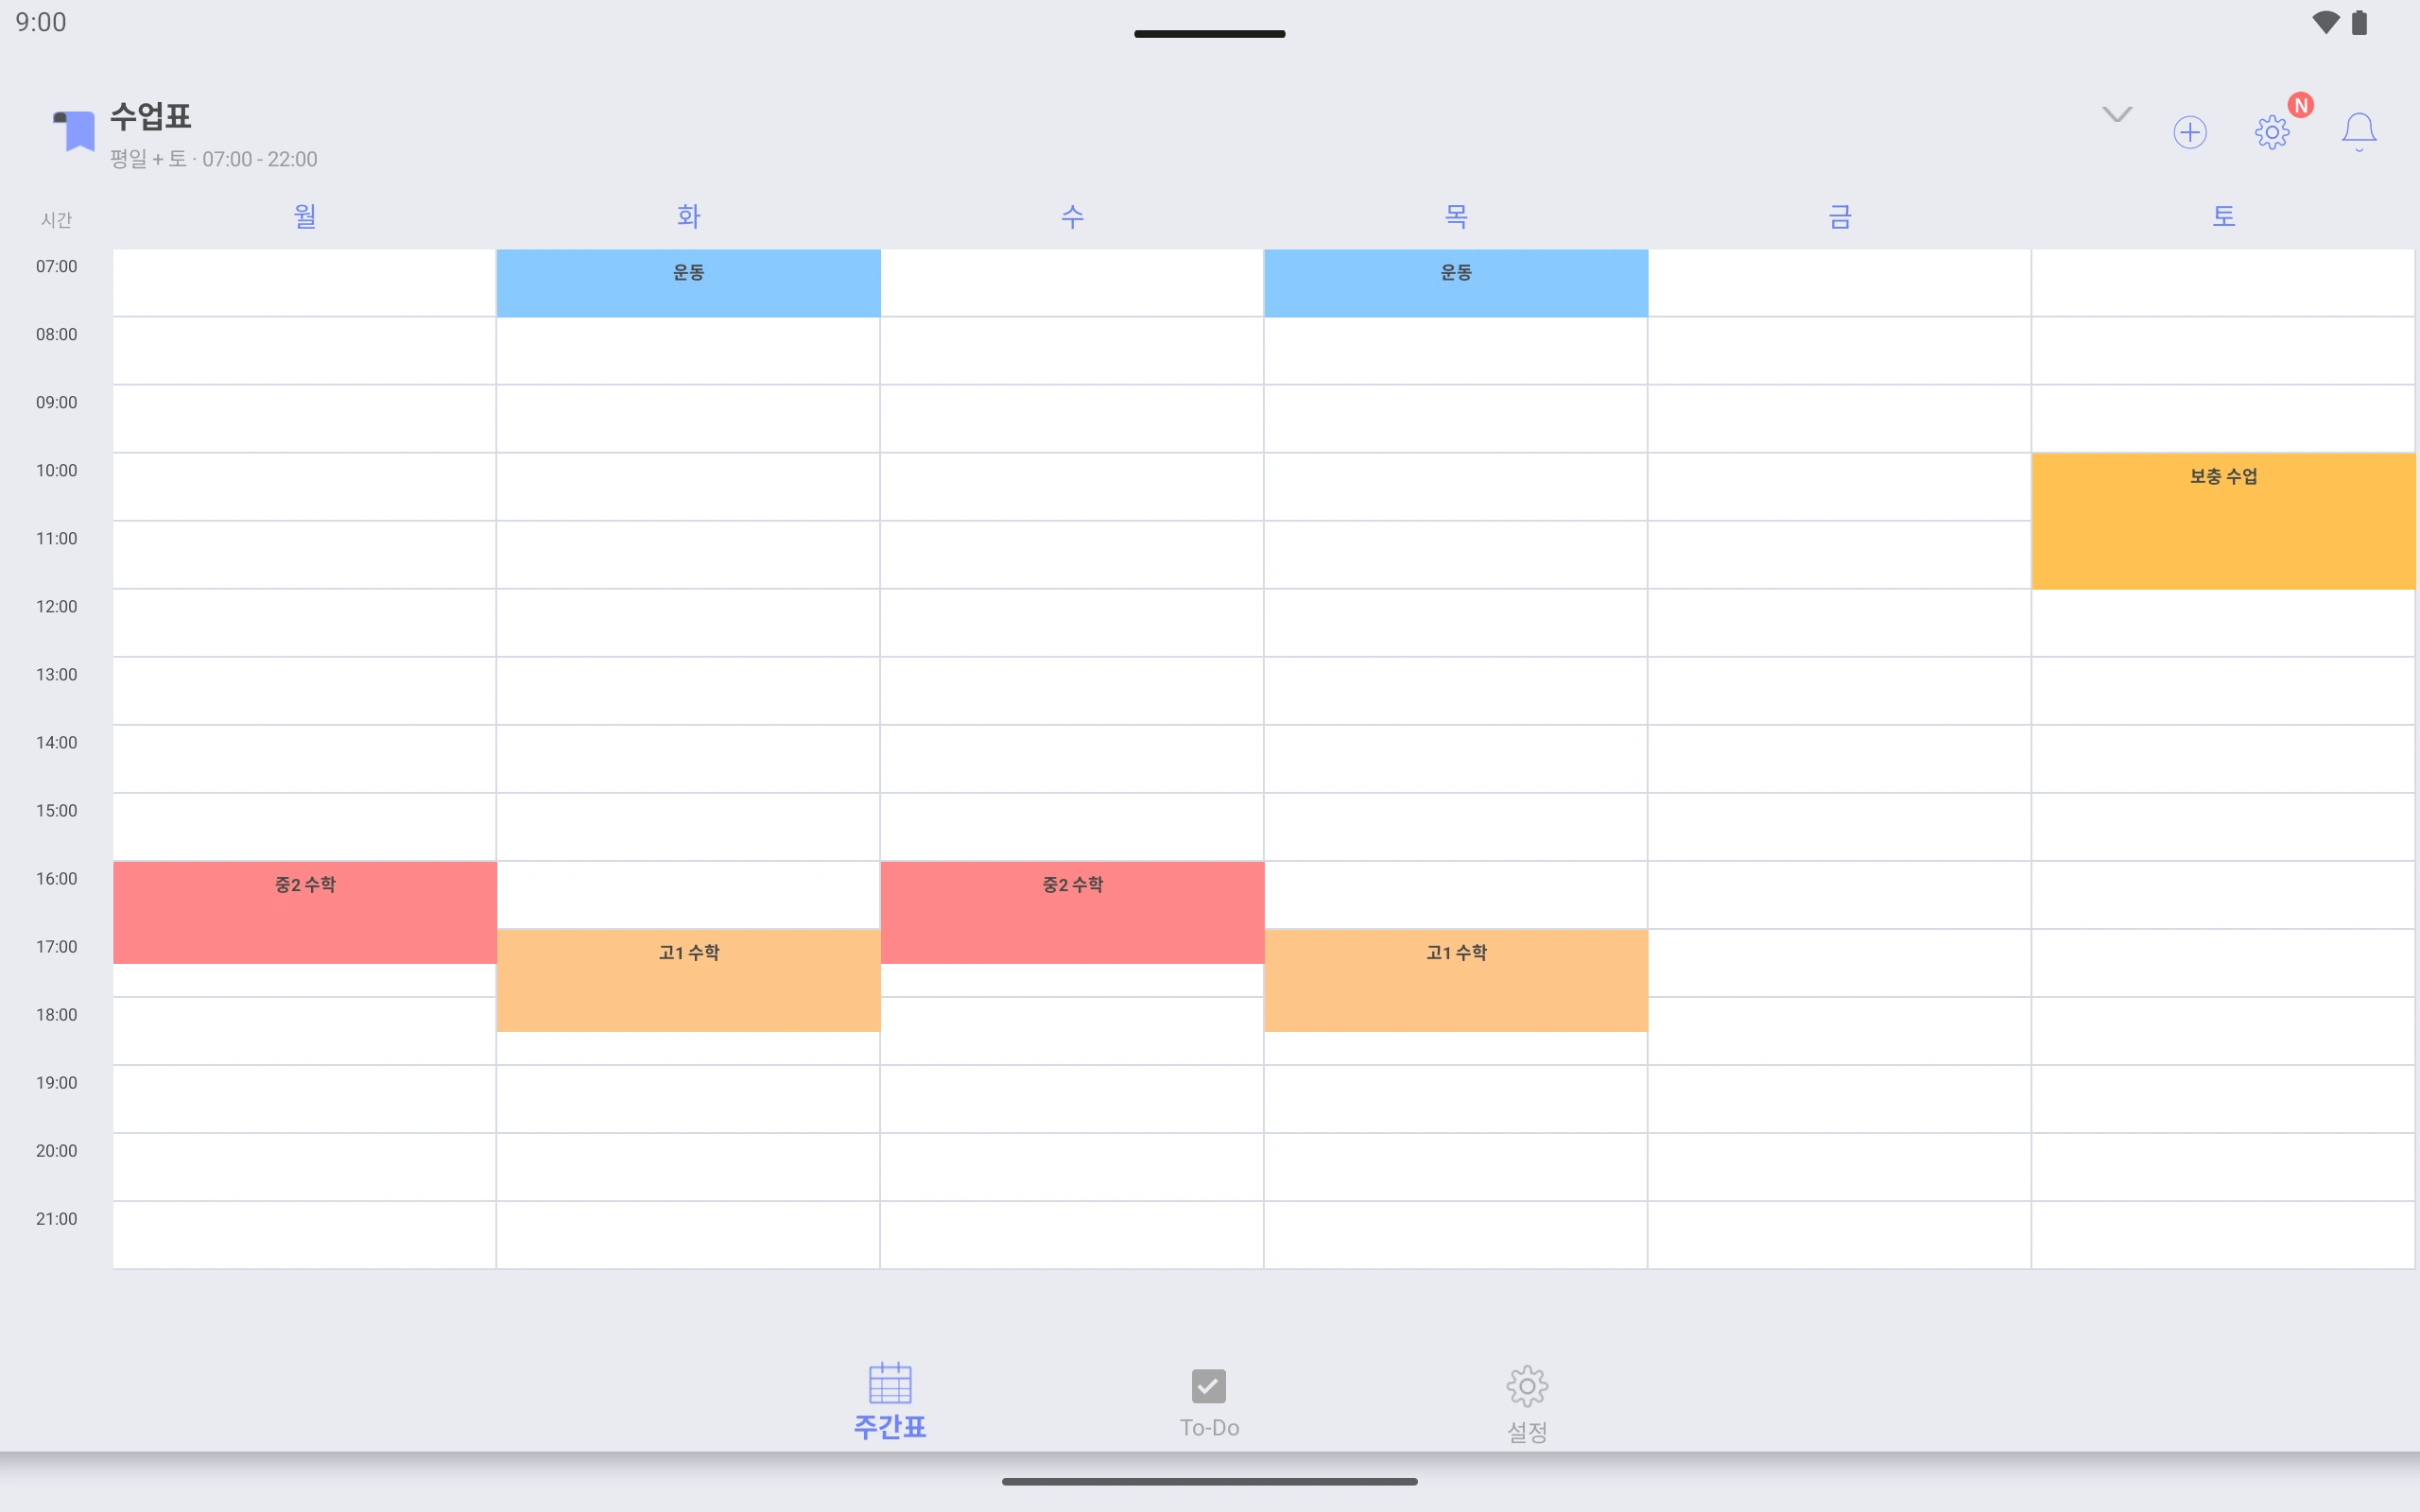 9:00
수업표
N
평일 + 토 · 07:00 - 22:00
시간 월 화 수 목 금 토
07:00 운동 운동
08:00
09:00
10:00 보충 수업
11:00
12:00
13:00
14:00
15:00
16:00 중2 수학 중2 수학
17:00 고1 수학 고1 수학
18:00
19:00
20:00
21:00
주간표 To-Do 설정